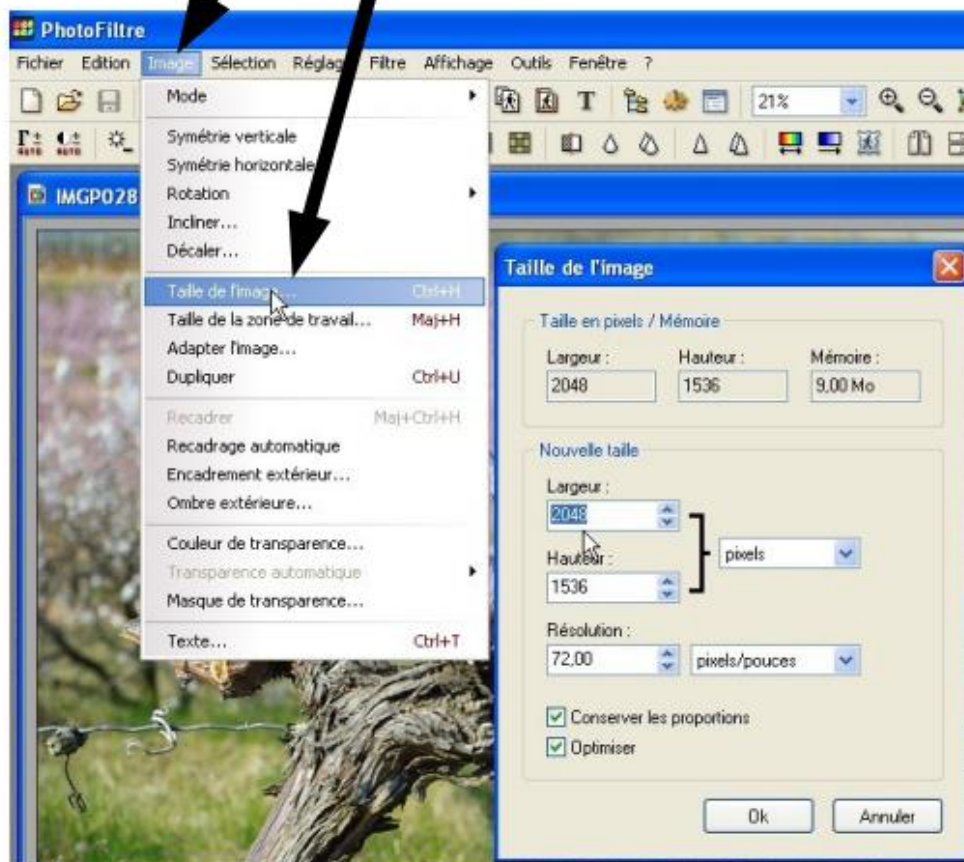 PhotoFiltre
Fichier Edition Image Sélection Réglage Filtre Affichage Outils Fenêtre ?
Mode
T
21%
AUTO AUTO
Symétrie verticale
Symétrie horizontale
IMGP028
Rotation
Incliner...
Décaler...
Taille de l'image... Ctrl+H
Taille de la zone de travail... Maj+H
Adapter l'image...
Dupliquer Ctrl+U
Recadrer Maj+Ctrl+H
Recadrage automatique
Encadrement extérieur...
Ombre extérieure...
Couleur de transparence...
Transparence automatique
Masque de transparence...
Texte... Ctrl+T
Taille de l'image
Taille en pixels / Mémoire
Largeur : Hauteur : Mémoire :
2048 1536 9,00 Mo
Nouvelle taille
Largeur :
2048
pixels
Hauteur :
1536
Résolution :
72,00 pixels/pouces
Conserver les proportions
Optimiser
Ok Annuler